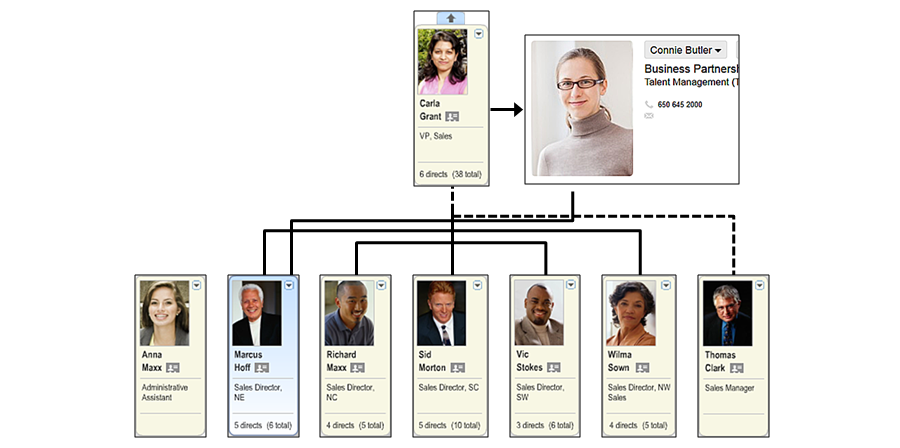 Carla
Grant
VP, Sales
6 directs (38 total)
Connie Butler
Business Partnersh
Talent Management (T
650 645 2000
Anna
Maxx
Administrative
Assistant
Marcus
Hoff
Sales Director,
NE
5 directs (6 total)
Richard
Maxx
Sales Director,
NC
4 directs (5 total)
Sid
Morton
Sales Director, SC
5 directs (10 total)
Vic
Stokes
Sales Director,
SW
3 directs (6 total)
Wilma
Sown
Sales Director, NW
Sales
4 directs (5 total)
Thomas
Clark
Sales Manager